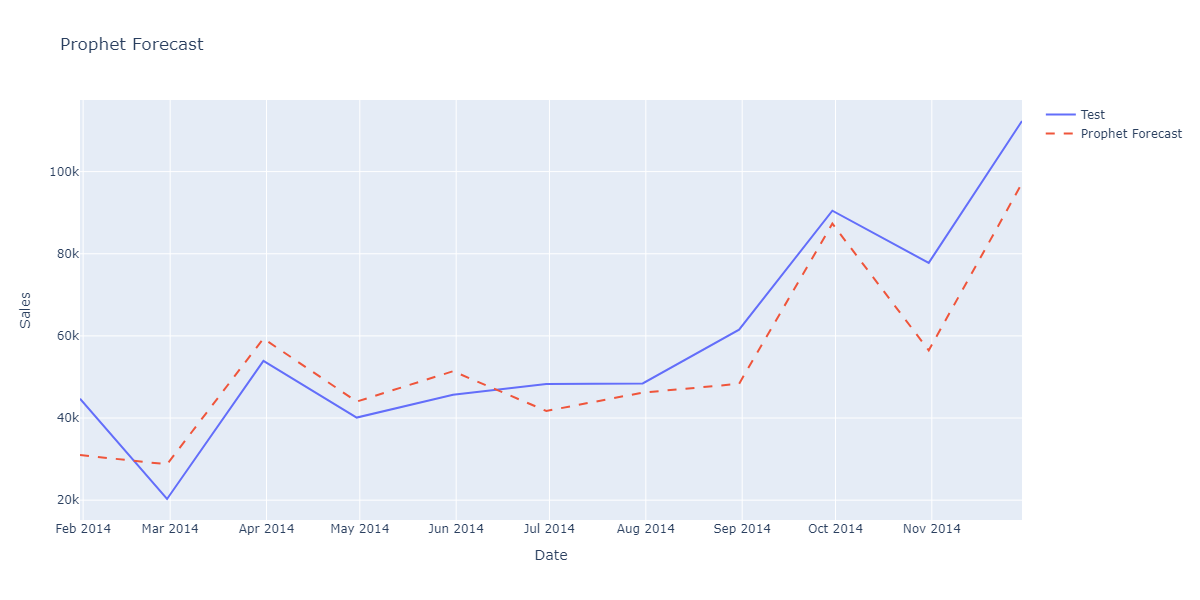 Prophet Forecast
Test
Prophet Forecast
100k
80k
60k
40k
20k
Sales
Feb 2014
Mar 2014
Apr 2014
May 2014
Jun 2014
Jul 2014
Aug 2014
Sep 2014
Oct 2014
Nov 2014
Date